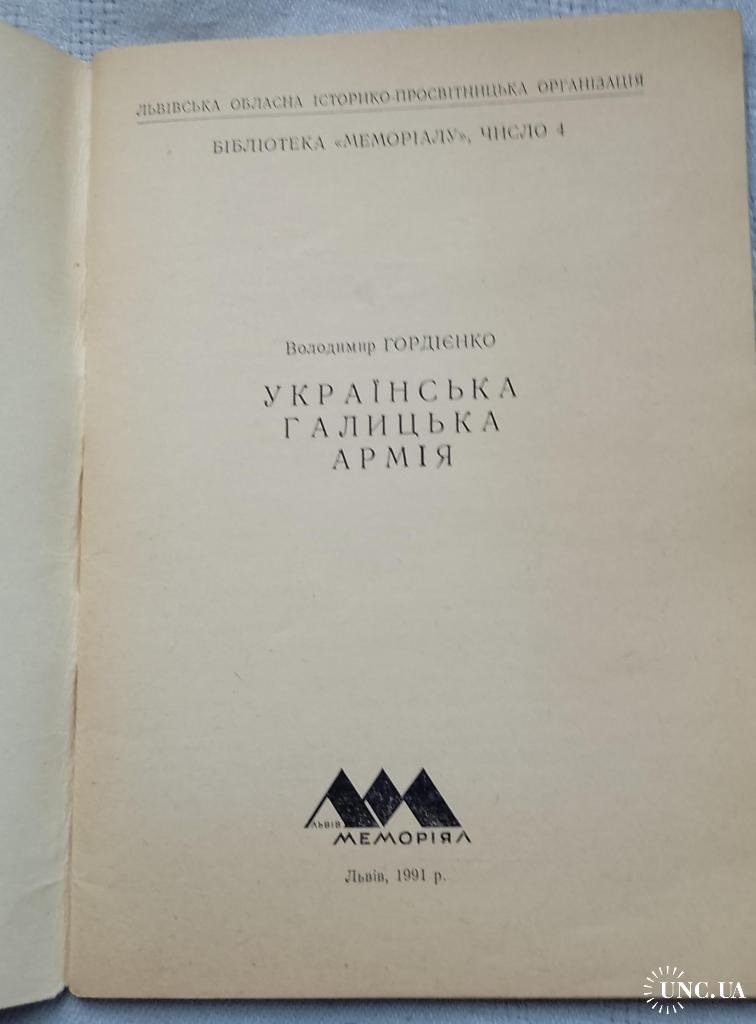 ЛЬВІВСЬКА ОБЛАСНА ІСТОРИКО-ПРОСВІТНИЦЬКА ОРГАНІЗАЦІЯ
БІБЛІОТЕКА «МЕМОРІАЛУ», ЧИСЛО 4
Володимир ГОРДІЄНКО
УКРАЇНСЬКА
ГАЛИЦЬКА
АРМІЯ
ЛЬВІВ
МЕМОРІЯЛ
Львів, 1991 р.
UNC.UA